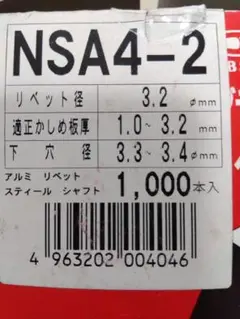 NSA4-2
リベット径 3.2 φmm
適正かしめ板厚 1.0~3.2 mm
下穴径 3.3~3.4 φmm
アルミ リベット
スティール シャフト 1,000本入
4 963202 004046